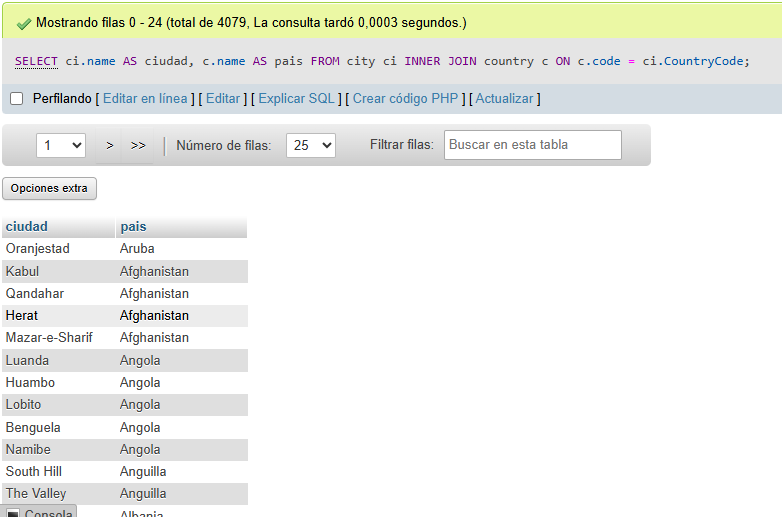 Mostrando filas 0 - 24 (total de 4079, La consulta tardó 0,0003 segundos.)
SELECT ci.name AS ciudad, c.name AS pais FROM city ci INNER JOIN country c ON c.code = ci.CountryCode;
Perfilando [ Editar en línea ] [ Editar ] [ Explicar SQL ] [ Crear código PHP ] [ Actualizar ]
1 > >> | Número de filas: 25 Filtrar filas: Buscar en esta tabla
Opciones extra
ciudad pais
Oranjestad Aruba
Kabul Afghanistan
Qandahar Afghanistan
Herat Afghanistan
Mazar-e-Sharif Afghanistan
Luanda Angola
Huambo Angola
Lobito Angola
Benguela Angola
Namibe Angola
South Hill Anguilla
The Valley Anguilla
Consola Albania